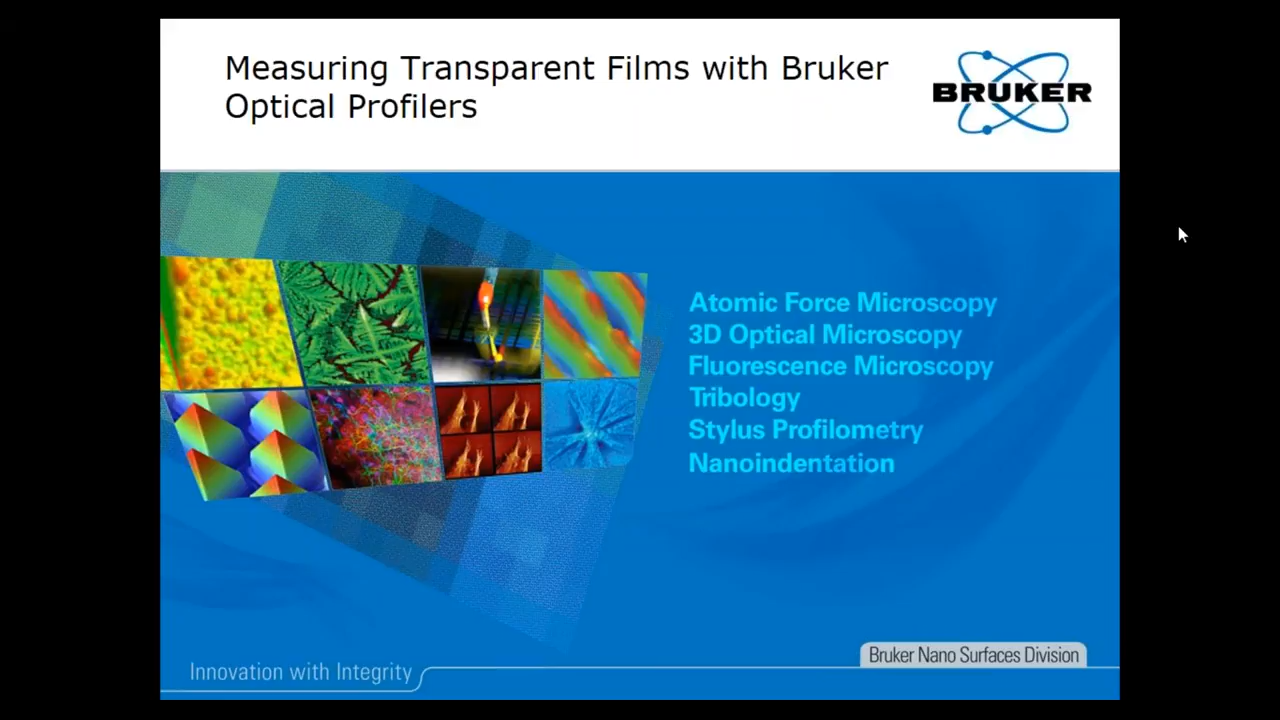 Measuring Transparent Films with Bruker
Optical Profilers
BRUKER
Atomic Force Microscopy
3D Optical Microscopy
Fluorescence Microscopy
Tribology
Stylus Profilometry
Nanoindentation
Bruker Nano Surfaces Division
Innovation with Integrity